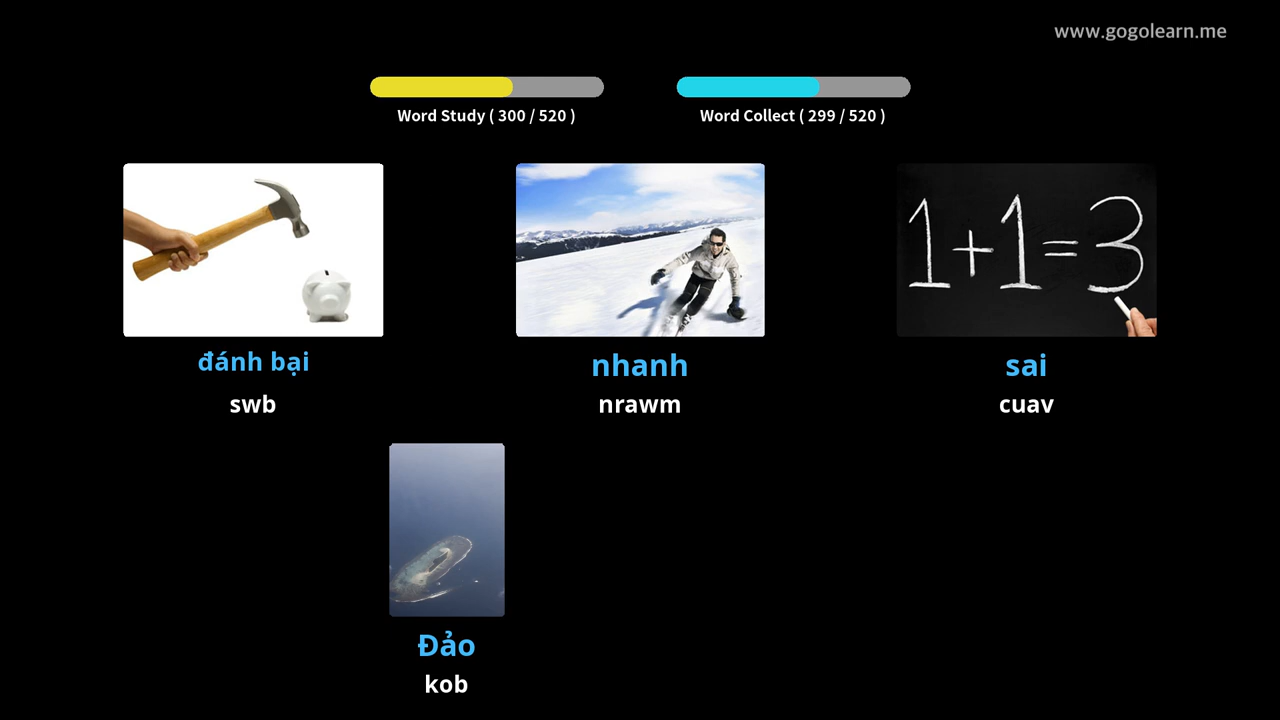 www.gogolearn.me
Word Study ( 300 / 520 )
Word Collect ( 299 / 520 )
1+1=3
đánh bại
nhanh
sai
swb
nrawm
cuav
Đảo
kob